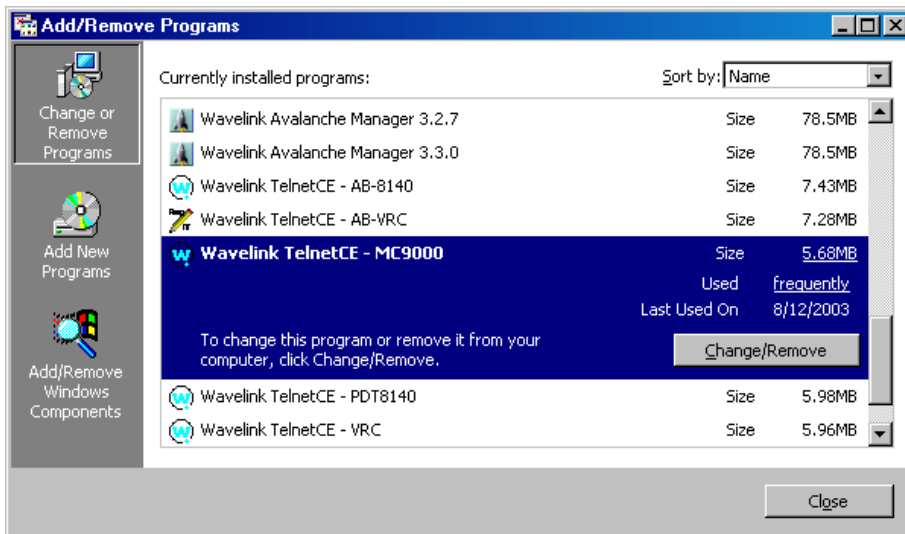 Add/Remove Programs
Change or
Remove
Programs
Add New
Programs
Add/Remove
Windows
Components
Currently installed programs:
Sort by: Name
Wavelink Avalanche Manager 3.2.7 Size 78.5MB
Wavelink Avalanche Manager 3.3.0 Size 78.5MB
Wavelink TelnetCE - AB-8140 Size 7.43MB
Wavelink TelnetCE - AB-VRC Size 7.28MB
Wavelink TelnetCE - MC9000 Size 5.68MB
Used frequently
Last Used On 8/12/2003
To change this program or remove it from your
computer, click Change/Remove.
Change/Remove
Wavelink TelnetCE - PDT8140 Size 5.98MB
Wavelink TelnetCE - VRC Size 5.96MB
Close